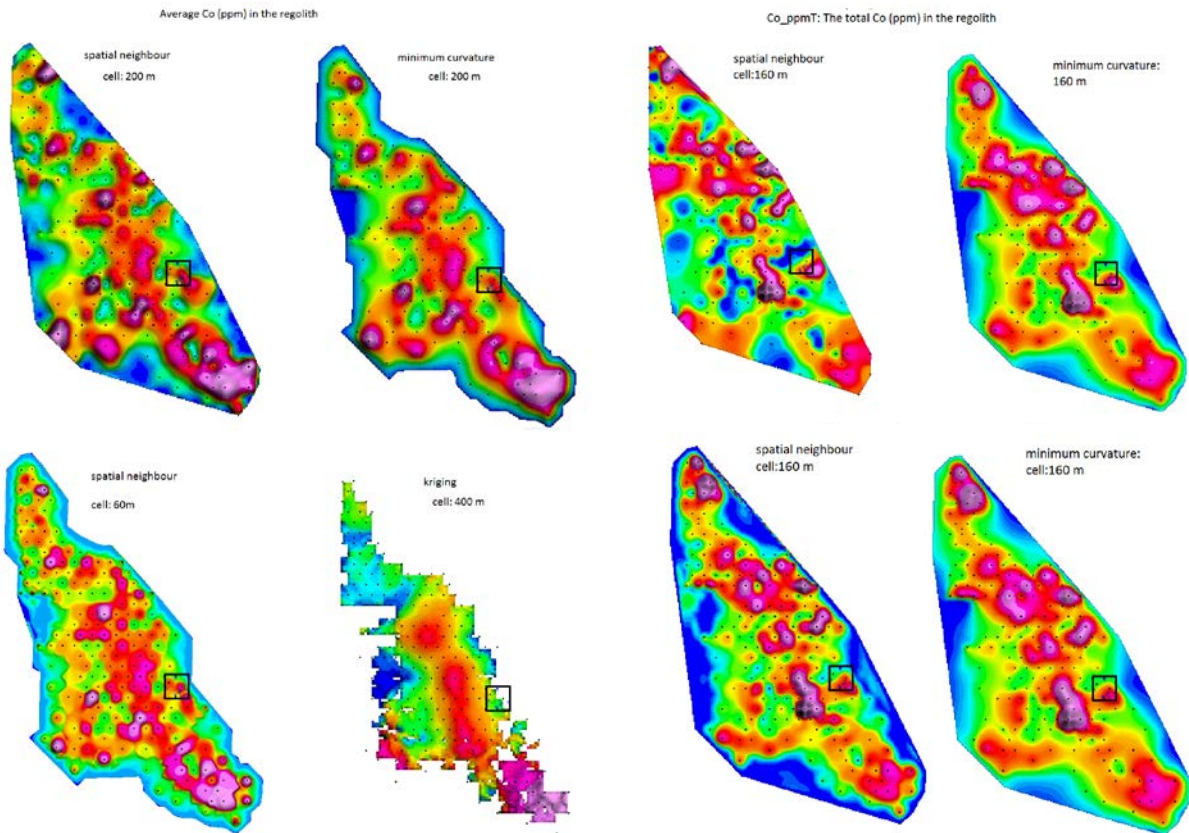 Average Co (ppm) in the regolith
Co_ppmT: The total Co (ppm) in the regolith
spatial neighbour
cell: 200 m
minimum curvature
cell: 200 m
spatial neighbour
cell:160 m
minimum curvature:
160 m
spatial neighbour
cell: 60m
kriging
cell: 400 m
spatial neighbour
cell:160 m
minimum curvature:
cell:160 m